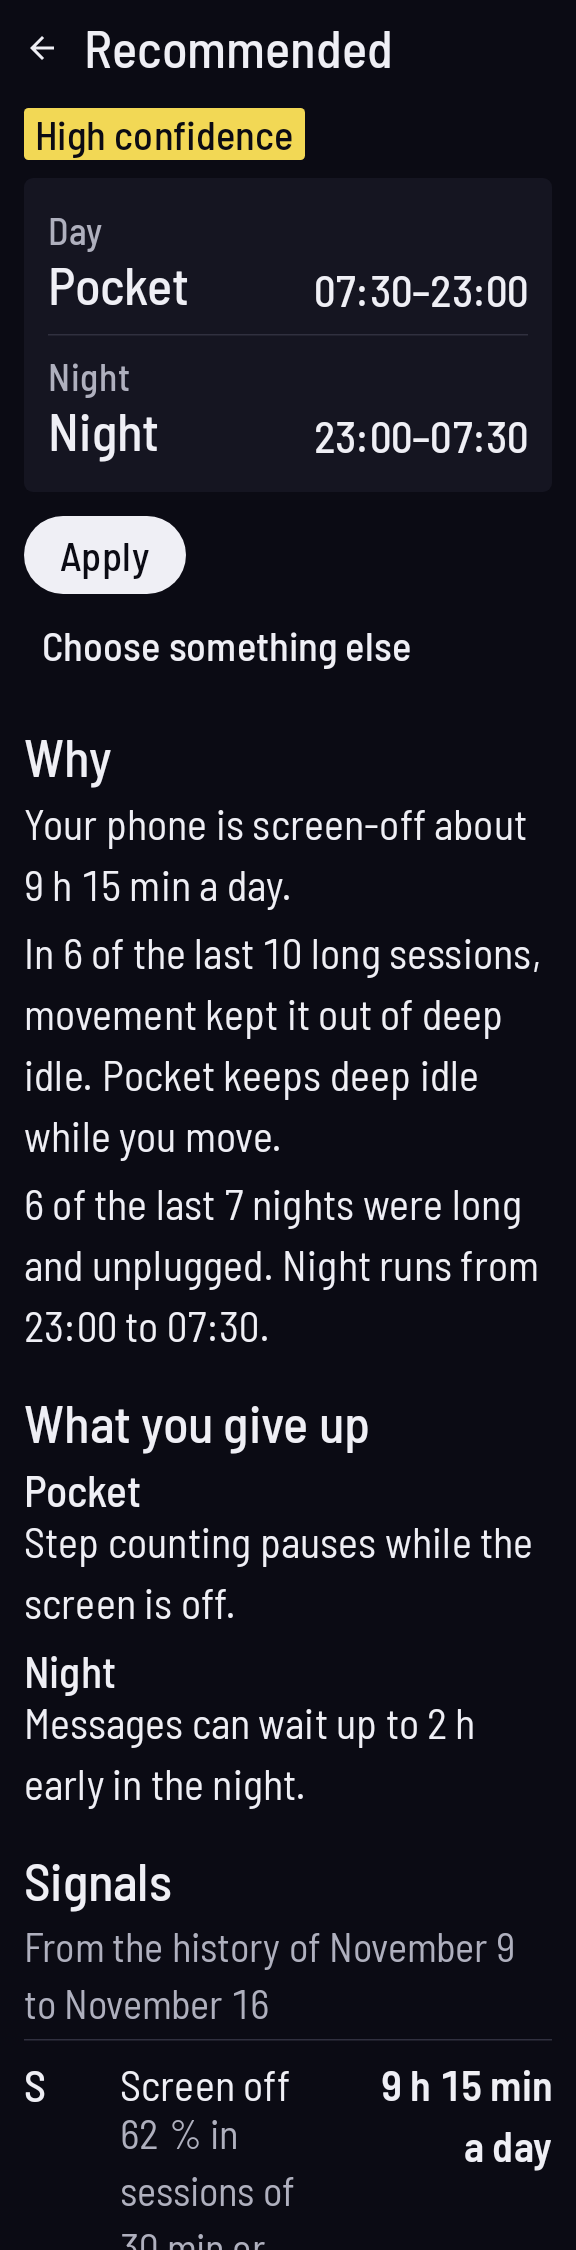 Recommended
High confidence
Day
Pocket 07:30–23:00
Night
Night 23:00–07:30
Apply
Choose something else
Why
Your phone is screen-off about
9 h 15 min a day.
In 6 of the last 10 long sessions,
movement kept it out of deep
idle. Pocket keeps deep idle
while you move.
6 of the last 7 nights were long
and unplugged. Night runs from
23:00 to 07:30.
What you give up
Pocket
Step counting pauses while the
screen is off.
Night
Messages can wait up to 2 h
early in the night.
Signals
From the history of November 9
to November 16
S Screen off 9 h 15 min
62 % in a day
sessions of
30 min or